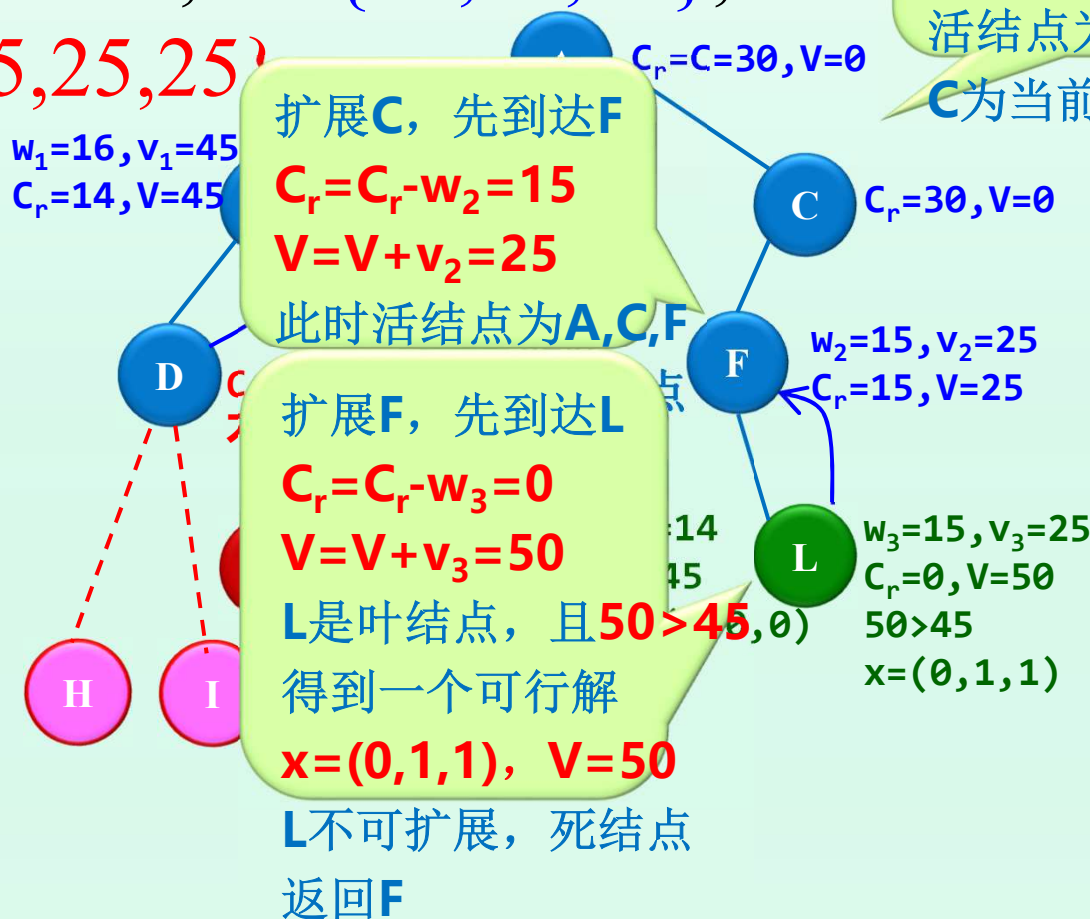 5,25,25}
Cr=C=30,V=0
活结点为
C为当前
w1=16,v1=45
Cr=14,V=45
扩展C，先到达F
Cr=Cr-w2=15
V=V+v2=25
此时活结点为A,C,F
C
Cr=30,V=0
D
F
w2=15,v2=25
Cr=15,V=25
点
扩展F，先到达L
Cr=Cr-w3=0
V=V+v3=50
L是叶结点，且50>45
得到一个可行解
x=(0,1,1)，V=50
L不可扩展，死结点
返回F
=14
45
0,0)
L
w3=15,v3=25
Cr=0,V=50
50>45
x=(0,1,1)
H
I